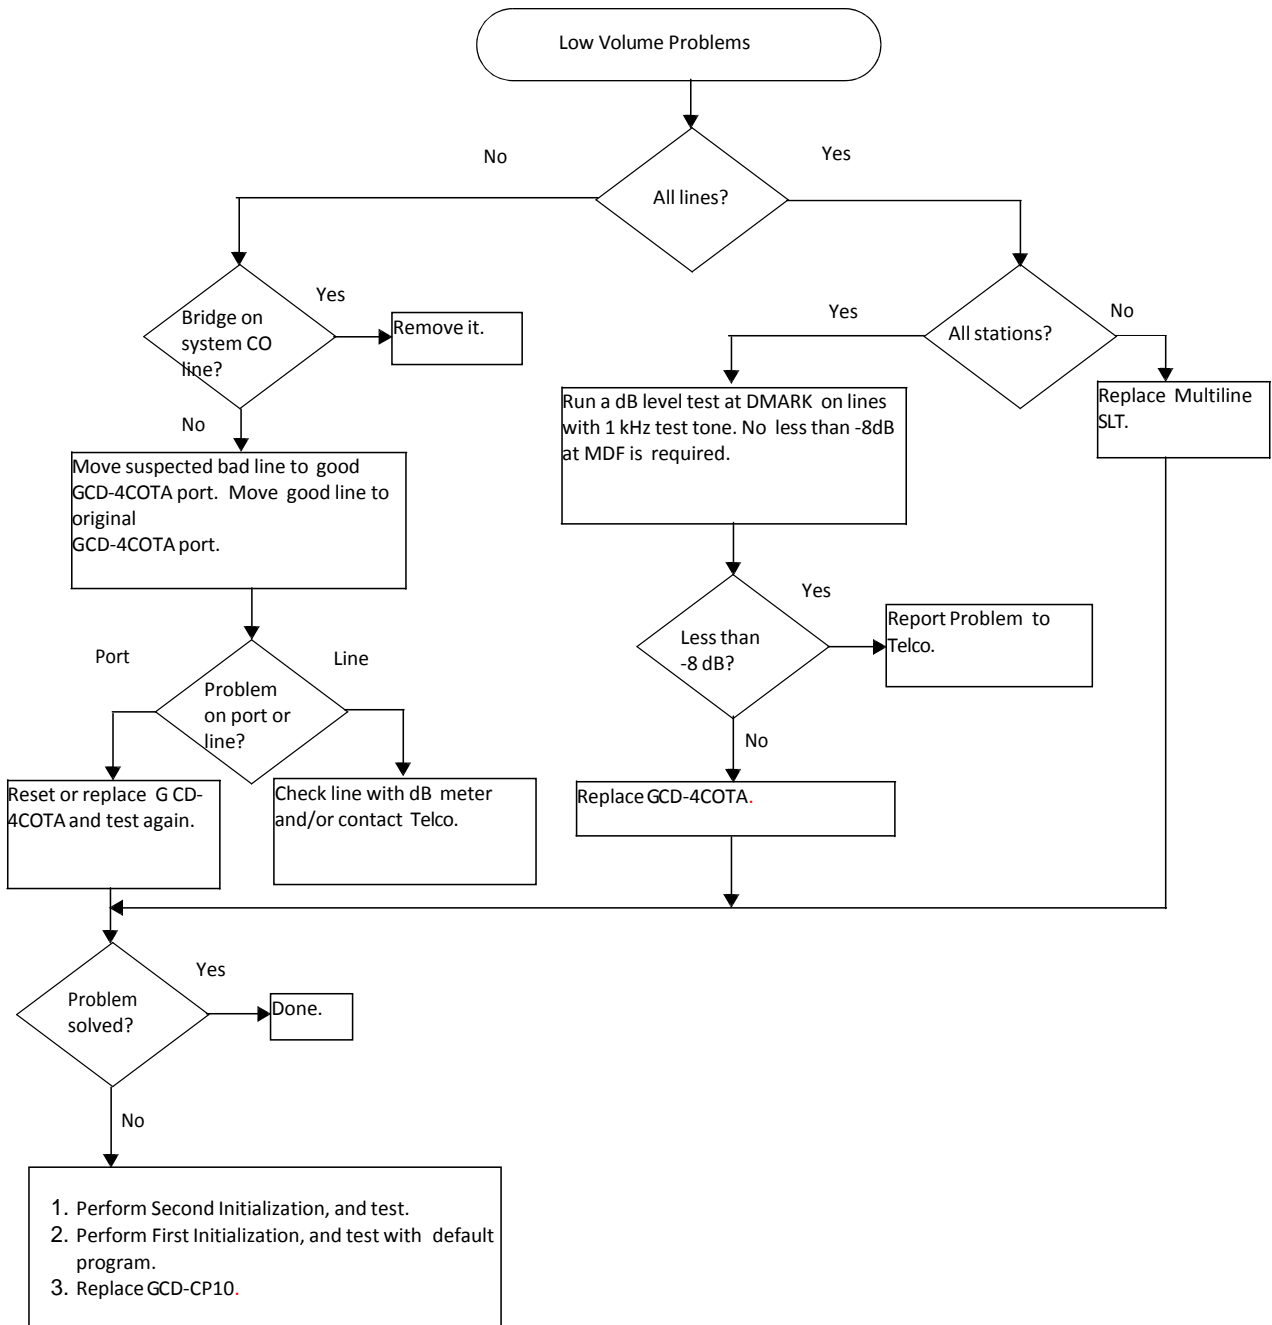 Low Volume Problems
No
Yes
All lines?
Bridge on
system CO
line?
Yes
Remove it.
No
Yes
All stations?
No
Run a dB level test at DMARK on lines
with 1 kHz test tone. No less than -8dB
at MDF is required.
Replace Multiline
SLT.
Move suspected bad line to good
GCD-4COTA port. Move good line to
original
GCD-4COTA port.
Less than
-8 dB?
Yes
Report Problem to
Telco.
No
Port
Line
Problem
on port or
line?
Reset or replace G CD-
4COTA and test again.
Check line with dB meter
and/or contact Telco.
Replace GCD-4COTA.
Problem
solved?
Yes
Done.
No
1. Perform Second Initialization, and test.
2. Perform First Initialization, and test with default
program.
3. Replace GCD-CP10.